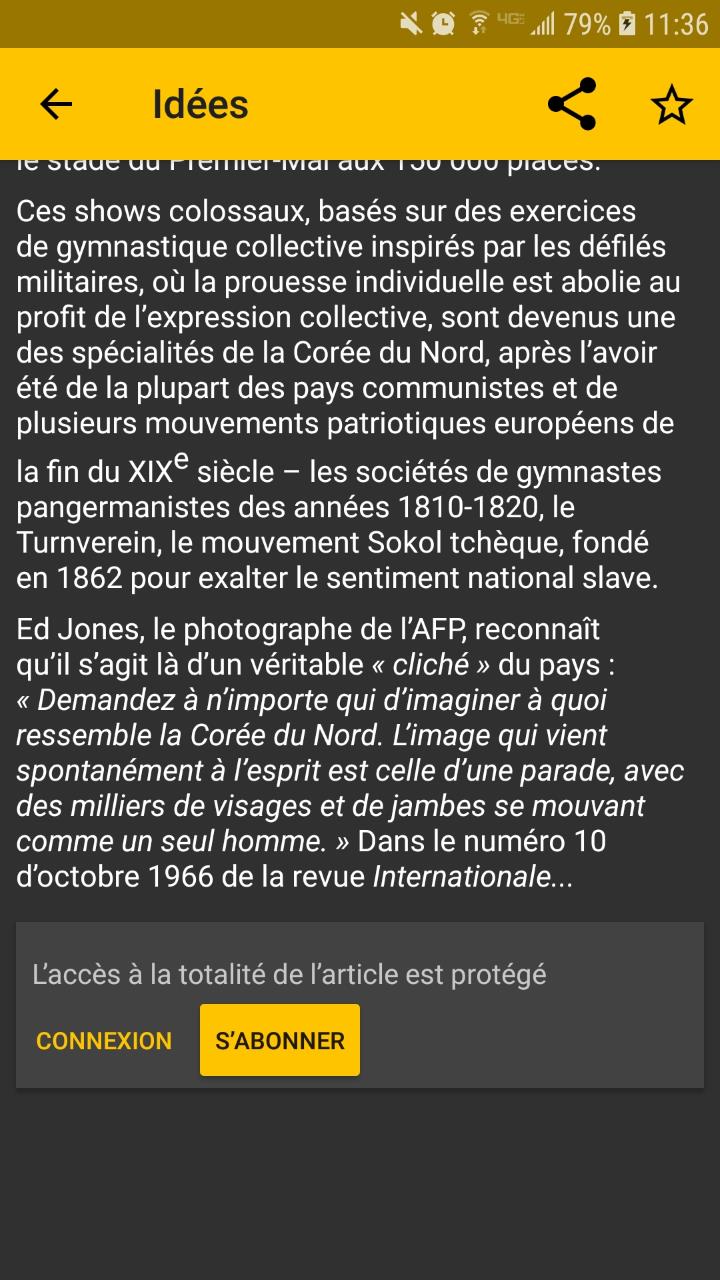 4G 79% 11:36
Idées
le stade du Premier-Mai aux 150 000 places.
Ces shows colossaux, basés sur des exercices
de gymnastique collective inspirés par les défilés
militaires, où la prouesse individuelle est abolie au
profit de l’expression collective, sont devenus une
des spécialités de la Corée du Nord, après l’avoir
été de la plupart des pays communistes et de
plusieurs mouvements patriotiques européens de
la fin du XIXe siècle – les sociétés de gymnastes
pangermanistes des années 1810-1820, le
Turnverein, le mouvement Sokol tchèque, fondé
en 1862 pour exalter le sentiment national slave.
Ed Jones, le photographe de l’AFP, reconnaît
qu’il s’agit là d’un véritable « cliché » du pays :
« Demandez à n’importe qui d’imaginer à quoi
ressemble la Corée du Nord. L’image qui vient
spontanément à l’esprit est celle d’une parade, avec
des milliers de visages et de jambes se mouvant
comme un seul homme. » Dans le numéro 10
d’octobre 1966 de la revue Internationale...
L’accès à la totalité de l’article est protégé
CONNEXION S’ABONNER